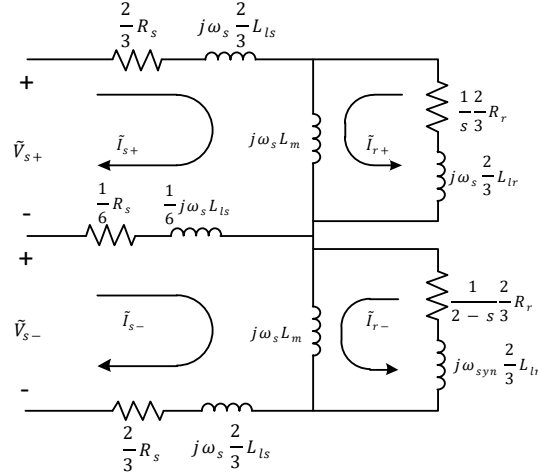 2/3 R_s
jω_s 2/3 L_ls
+
Ṽ_s+
-
Ĩ_s+
jω_s L_m
Ĩ_r+
1/s 2/3 R_r
jω_s 2/3 L_lr
1/6 R_s
1/6 jω_s L_ls
+
Ṽ_s−
-
Ĩ_s−
jω_s L_m
Ĩ_r−
1/(2 − s) 2/3 R_r
jω_syn 2/3 L_lr
2/3 R_s
jω_s 2/3 L_ls